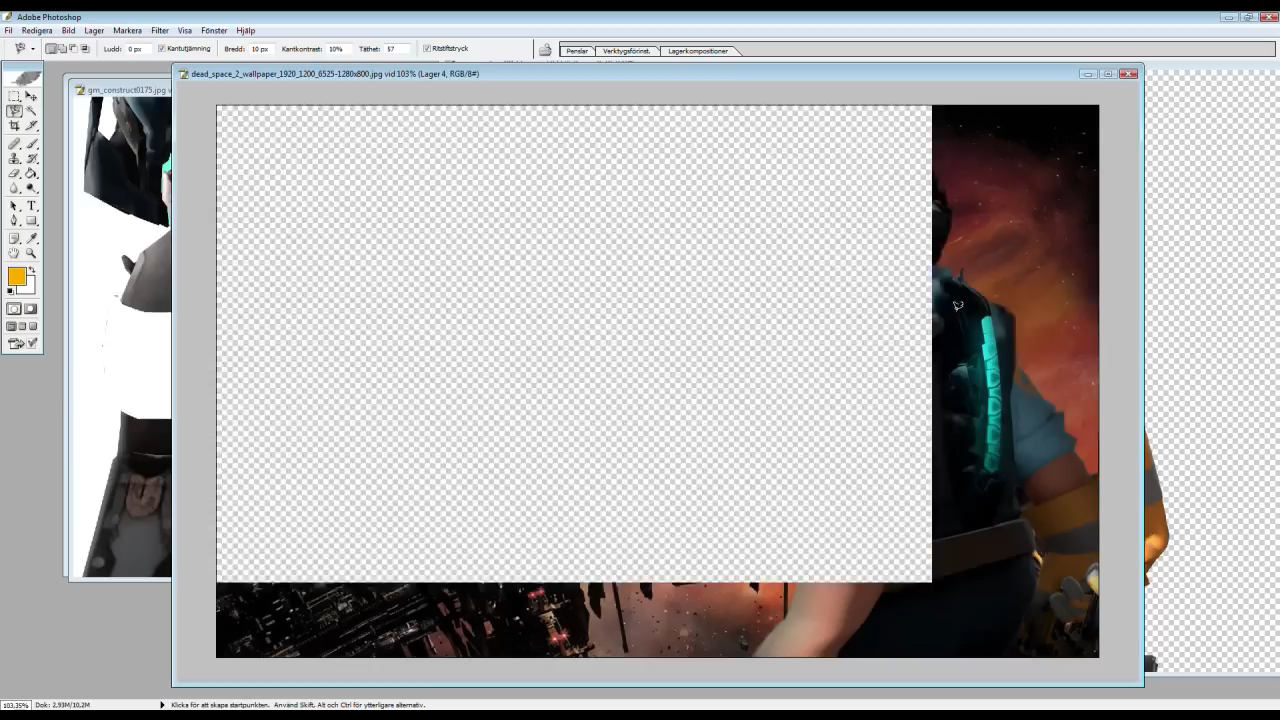 Adobe Photoshop
Fil Redigera Bild Lager Markera Filter Visa Fönster Hjälp
Ludd: 0 px Kantutjämning Bredd: 10 px Kantkontrast: 10% Täthet: 57 Ritstiftstryck Penslar Verktygsförinst. Lagerkompositioner
dead_space_2_wallpaper_1920_1200_6525-1280x800.jpg vid 103% (Lager 4, RGB/8#)
gm_construct0175.jpg v
103,35% Dok: 2,93M/10,2M Klicka för att skapa startpunkten. Använd Skift, Alt och Ctrl för ytterligare alternativ.